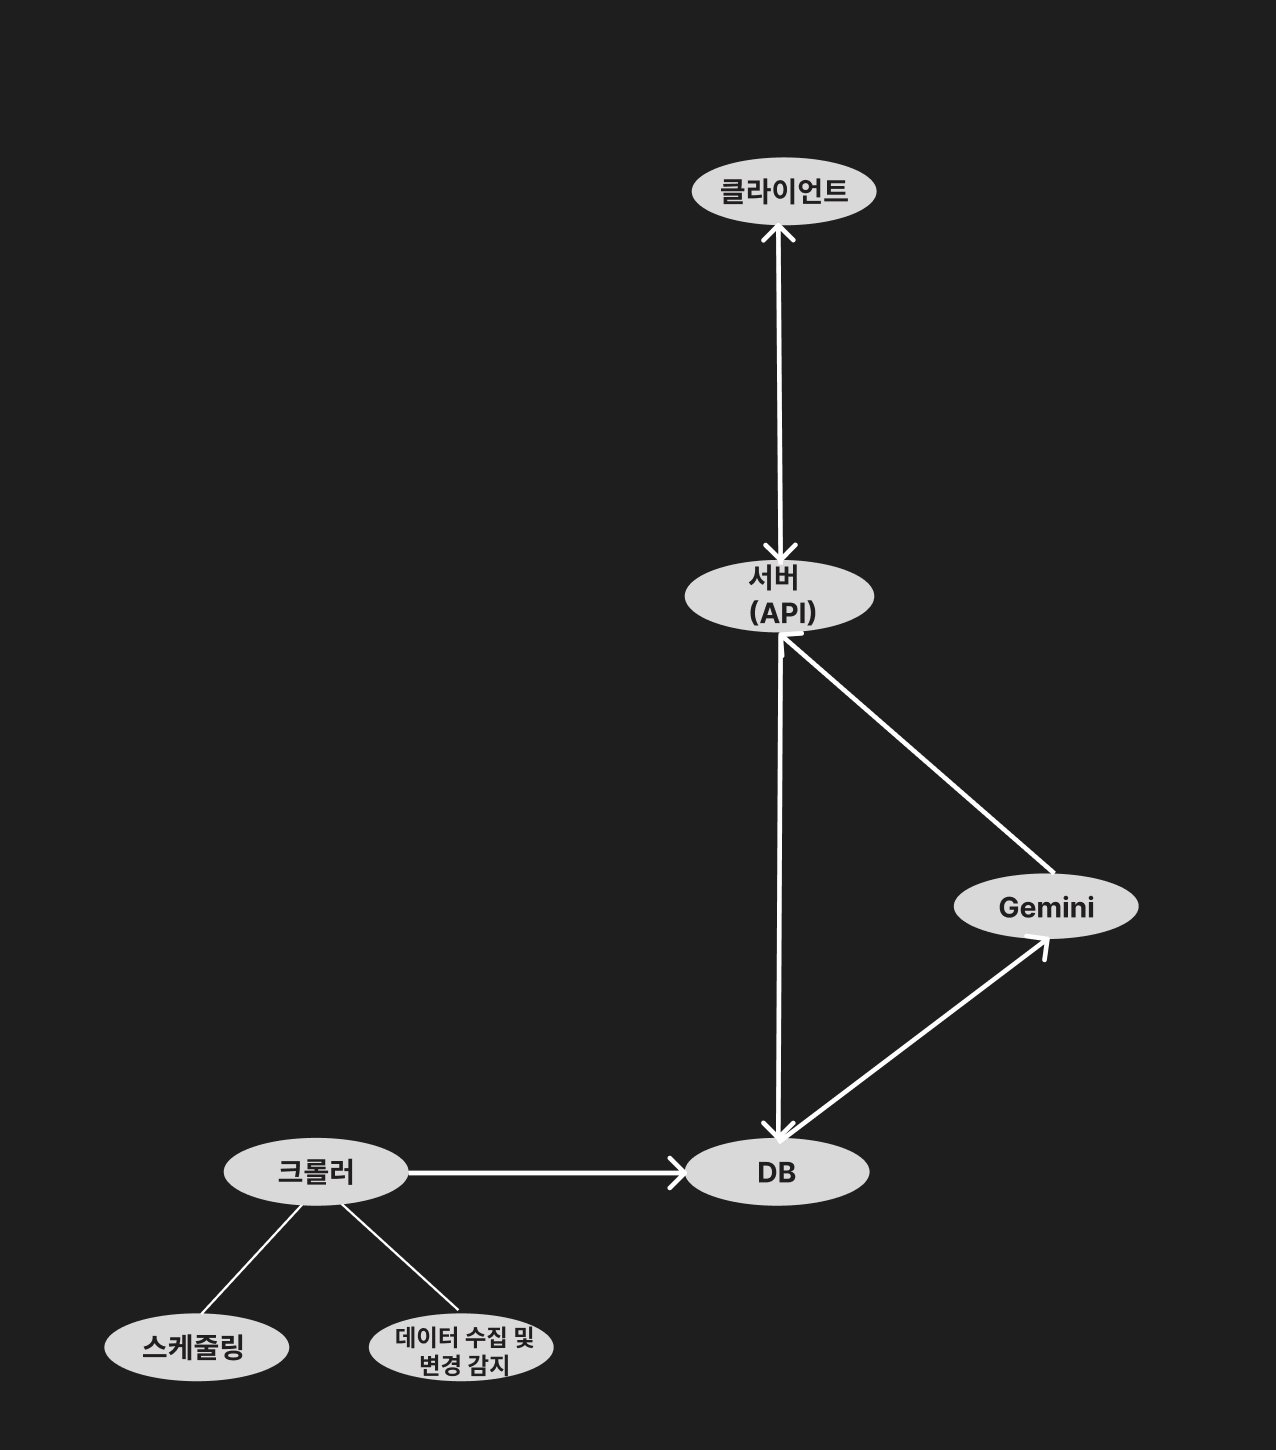 클라이언트
서버
(API)
Gemini
크롤러
DB
스케줄링
데이터 수집 및
변경 감지